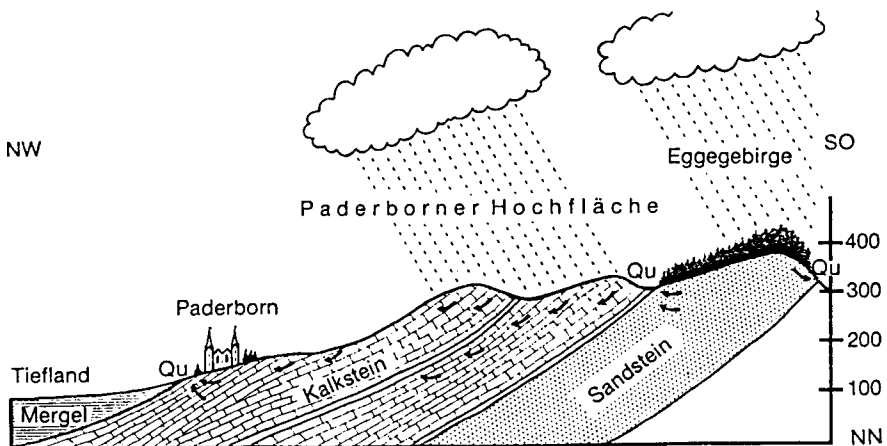 NW
SO
Eggegebirge
Paderborner Hochfläche
400
Qu
Qu
300
Paderborn
200
Qu
Kalkstein
Sandstein
Tiefland
100
Mergel
NN